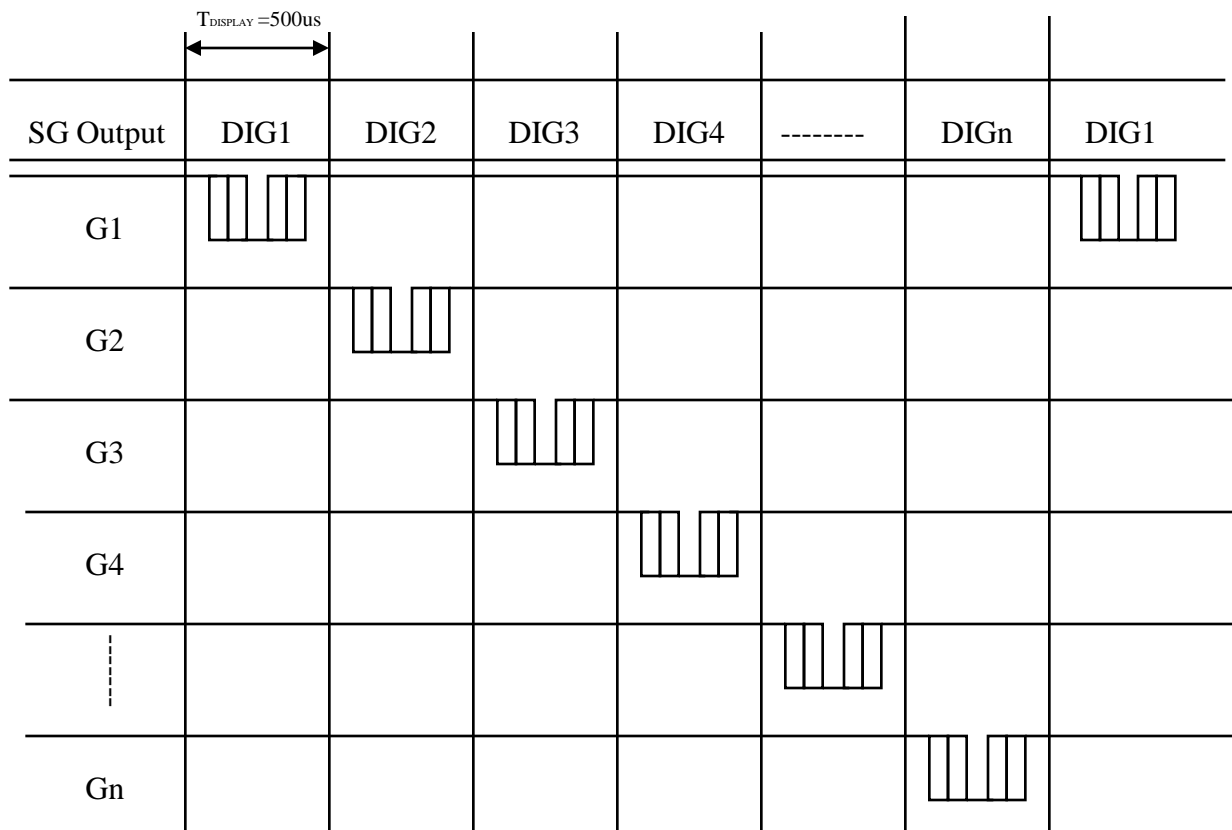 TDISPLAY =500us
SG Output DIG1 DIG2 DIG3 DIG4 -------- DIGn DIG1
G1
G2
G3
G4
Gn